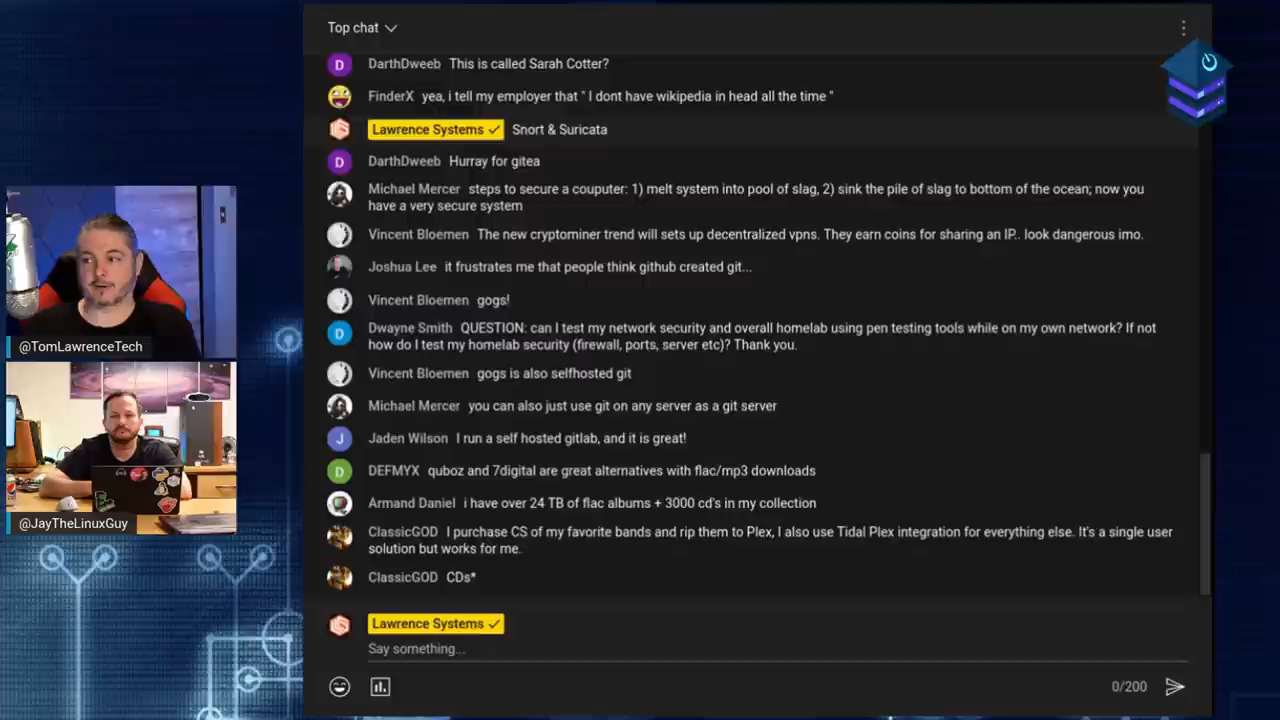 Top chat
DarthDweeb This is called Sarah Cotter?
FinderX yea, i tell my employer that " I dont have wikipedia in head all the time "
Lawrence Systems Snort & Suricata
DarthDweeb Hurray for gitea
Michael Mercer steps to secure a couputer: 1) melt system into pool of slag, 2) sink the pile of slag to bottom of the ocean; now you
have a very secure system
Vincent Bloemen The new cryptominer trend will sets up decentralized vpns. They earn coins for sharing an IP.. look dangerous imo.
Joshua Lee it frustrates me that people think github created git...
Vincent Bloemen gogs!
D
Dwayne Smith QUESTION: can I test my network security and overall homelab using pen testing tools while on my own network? If not
how do I test my homelab security (firewall, ports, server etc)? Thank you.
Vincent Bloemen gogs is also selfhosted git
Michael Mercer you can also just use git on any server as a git server
J Jaden Wilson I run a self hosted gitlab, and it is great!
D DEFMYX quboz and 7digital are great alternatives with flac/mp3 downloads
Armand Daniel i have over 24 TB of flac albums + 3000 cd's in my collection
ClassicGOD I purchase CS of my favorite bands and rip them to Plex, I also use Tidal Plex integration for everything else. It's a single user
solution but works for me.
ClassicGOD CDs*
Lawrence Systems
Say something...
0/200
@TomLawrenceTech
@JayTheLinuxGuy